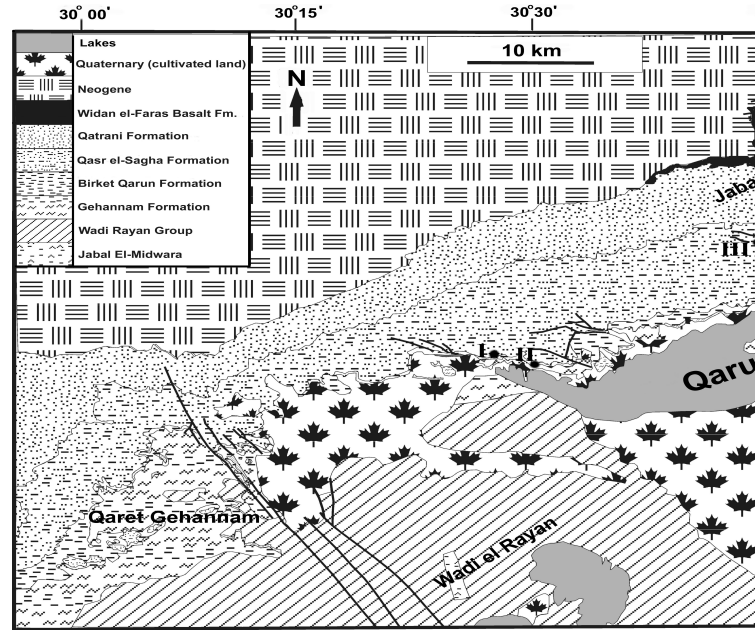 30° 00'
30° 15'
30° 30'
Lakes
Quaternary (cultivated land)
Neogene
Widan el-Faras Basalt Fm.
Qatrani Formation
Qasr el-Sagha Formation
Birket Qarun Formation
Gehannam Formation
Wadi Rayan Group
Jabal El-Midwara
10 km
N
Jaba
III
I
II
Qaru
Qaret Gehannam
Wadi el-Rayan